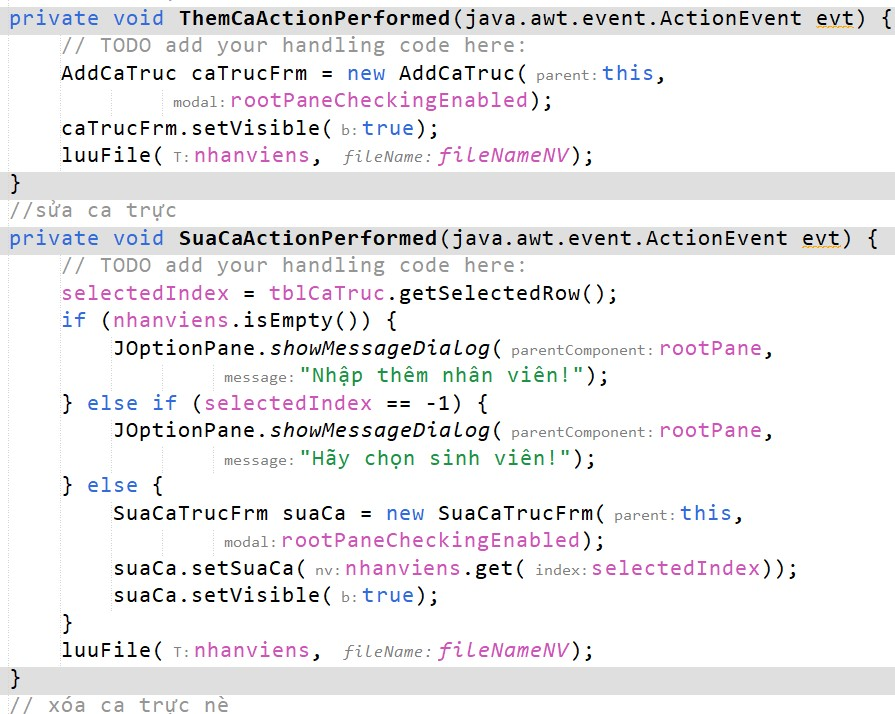 private void ThemCaActionPerformed(java.awt.event.ActionEvent evt) {
// TODO add your handling code here:
AddCaTruc caTrucFrm = new AddCaTruc( parent: this,
modal: rootPaneCheckingEnabled);
caTrucFrm.setVisible( b: true);
luuFile( T: nhanviens, fileName: fileNameNV);
}
//sửa ca trực
private void SuaCaActionPerformed(java.awt.event.ActionEvent evt) {
// TODO add your handling code here:
selectedIndex = tblCaTruc.getSelectedRow();
if (nhanviens.isEmpty()) {
JOptionPane.showMessageDialog( parentComponent: rootPane,
message: "Nhập thêm nhân viên!");
} else if (selectedIndex == -1) {
JOptionPane.showMessageDialog( parentComponent: rootPane,
message: "Hãy chọn sinh viên!");
} else {
SuaCaTrucFrm suaCa = new SuaCaTrucFrm( parent: this,
modal: rootPaneCheckingEnabled);
suaCa.setSuaCa( nv: nhanviens.get( index: selectedIndex));
suaCa.setVisible( b: true);
}
luuFile( T: nhanviens, fileName: fileNameNV);
}
// xóa ca trực nè